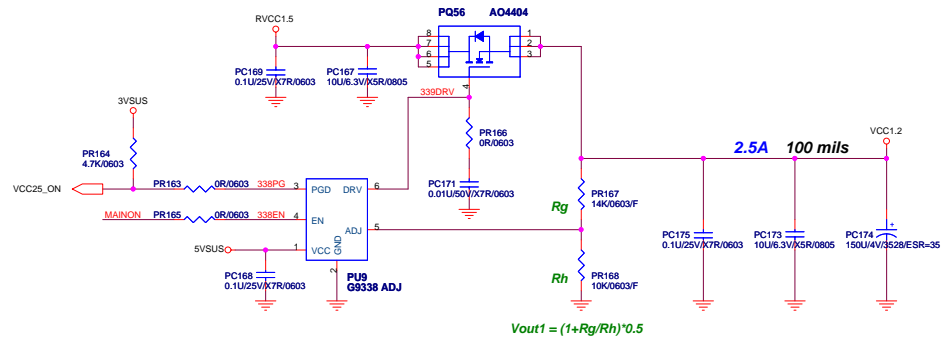 PQ56 AO4404
RVCC1.5
8
7
6
5
1
2
3
4
PC169
0.1U/25V/X7R/0603
PC167
10U/6.3V/X5R/0805
339DRV
3VSUS
PR164
4.7K/0603
PR166
0R/0603
VCC1.2
2.5A 100 mils
VCC25_ON
PR163 0R/0603 338PG
3 PGD DRV 6
PC171
0.01U/50V/X7R/0603
Rg
PR167
14K/0603/F
MAINON PR165 0R/0603 338EN
4 EN
ADJ 5
5VSUS
1 VCC
GND
2
PC168
0.1U/25V/X7R/0603
PU9
G9338 ADJ
Rh
PR168
10K/0603/F
PC175
0.1U/25V/X7R/0603
PC173
10U/6.3V/X5R/0805
+
PC174
150U/4V/3528/ESR=35
Vout1 = (1+Rg/Rh)*0.5